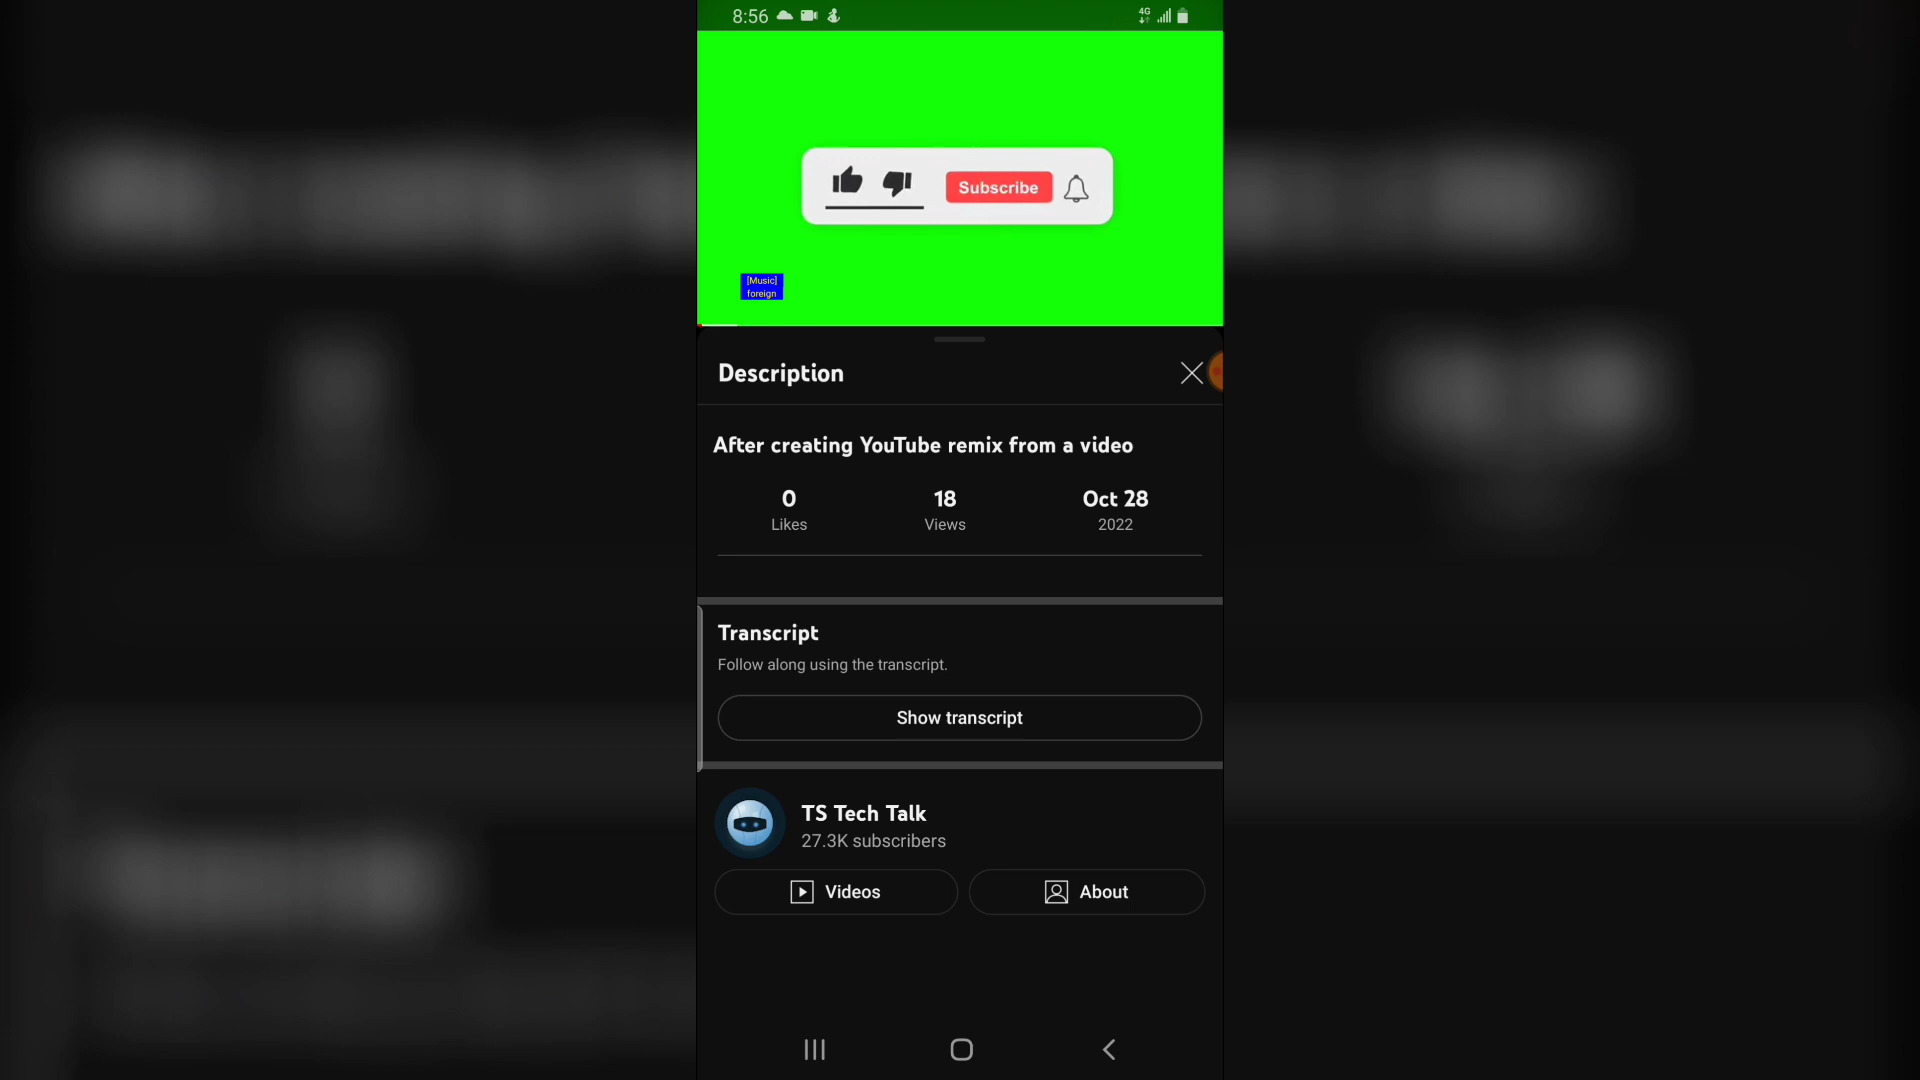 8:56
4G
Subscribe
[Music]
foreign
Description
After creating YouTube remix from a video
0
18
Oct 28
Likes
Views
2022
Transcript
Follow along using the transcript.
Show transcript
TS Tech Talk
27.3K subscribers
Videos
About